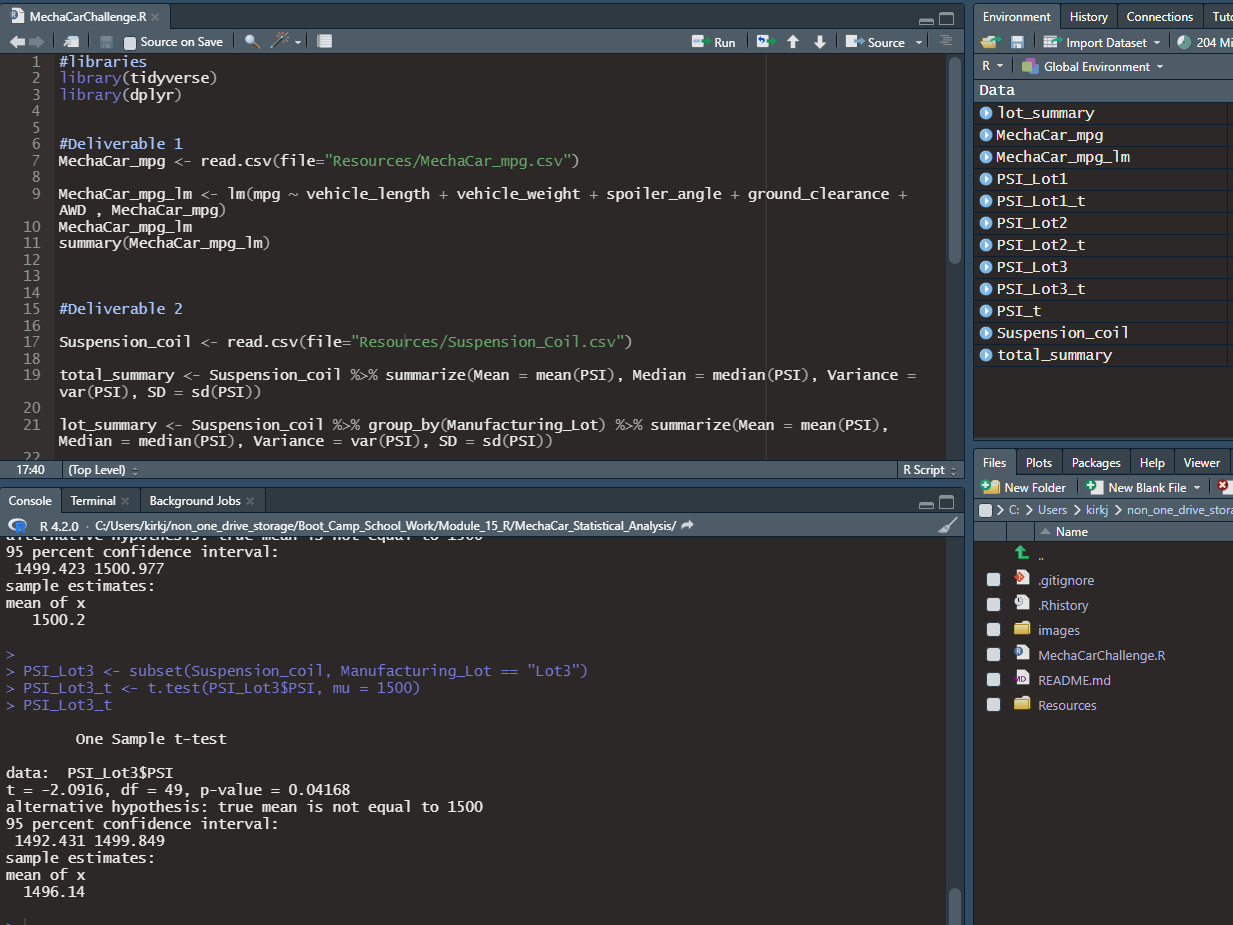 MechaCarChallenge.R
Source on Save
Run
Source
1 #libraries
2 library(tidyverse)
3 library(dplyr)
4
5
6 #Deliverable 1
7 MechaCar_mpg <- read.csv(file="Resources/MechaCar_mpg.csv")
8
9 MechaCar_mpg_lm <- lm(mpg ~ vehicle_length + vehicle_weight + spoiler_angle + ground_clearance +
AWD , MechaCar_mpg)
10 MechaCar_mpg_lm
11 summary(MechaCar_mpg_lm)
12
13
14
15 #Deliverable 2
16
17 Suspension_coil <- read.csv(file="Resources/Suspension_Coil.csv")
18
19 total_summary <- Suspension_coil %>% summarize(Mean = mean(PSI), Median = median(PSI), Variance =
var(PSI), SD = sd(PSI))
20
21 lot_summary <- Suspension_coil %>% group_by(Manufacturing_Lot) %>% summarize(Mean = mean(PSI),
Median = median(PSI), Variance = var(PSI), SD = sd(PSI))
22
17:40 (Top Level) R Script
Console Terminal Background Jobs
R 4.2.0 · C:/Users/kirkj/non_one_drive_storage/Boot_Camp_School_Work/Module_15_R/MechaCar_Statistical_Analysis/
alternative hypothesis: true mean is not equal to 1500
95 percent confidence interval:
1499.423 1500.977
sample estimates:
mean of x
1500.2
>
> PSI_Lot3 <- subset(Suspension_coil, Manufacturing_Lot == "Lot3")
> PSI_Lot3_t <- t.test(PSI_Lot3$PSI, mu = 1500)
> PSI_Lot3_t
One Sample t-test
data:  PSI_Lot3$PSI
t = -2.0916, df = 49, p-value = 0.04168
alternative hypothesis: true mean is not equal to 1500
95 percent confidence interval:
1492.431 1499.849
sample estimates:
mean of x
1496.14
>
Environment History Connections Tuto
Import Dataset 204 Mi
R Global Environment
Data
lot_summary
MechaCar_mpg
MechaCar_mpg_lm
PSI_Lot1
PSI_Lot1_t
PSI_Lot2
PSI_Lot2_t
PSI_Lot3
PSI_Lot3_t
PSI_t
Suspension_coil
total_summary
Files Plots Packages Help Viewer
New Folder New Blank File
C: Users kirkj non_one_drive_stora
Name
..
.gitignore
.Rhistory
images
MechaCarChallenge.R
README.md
Resources